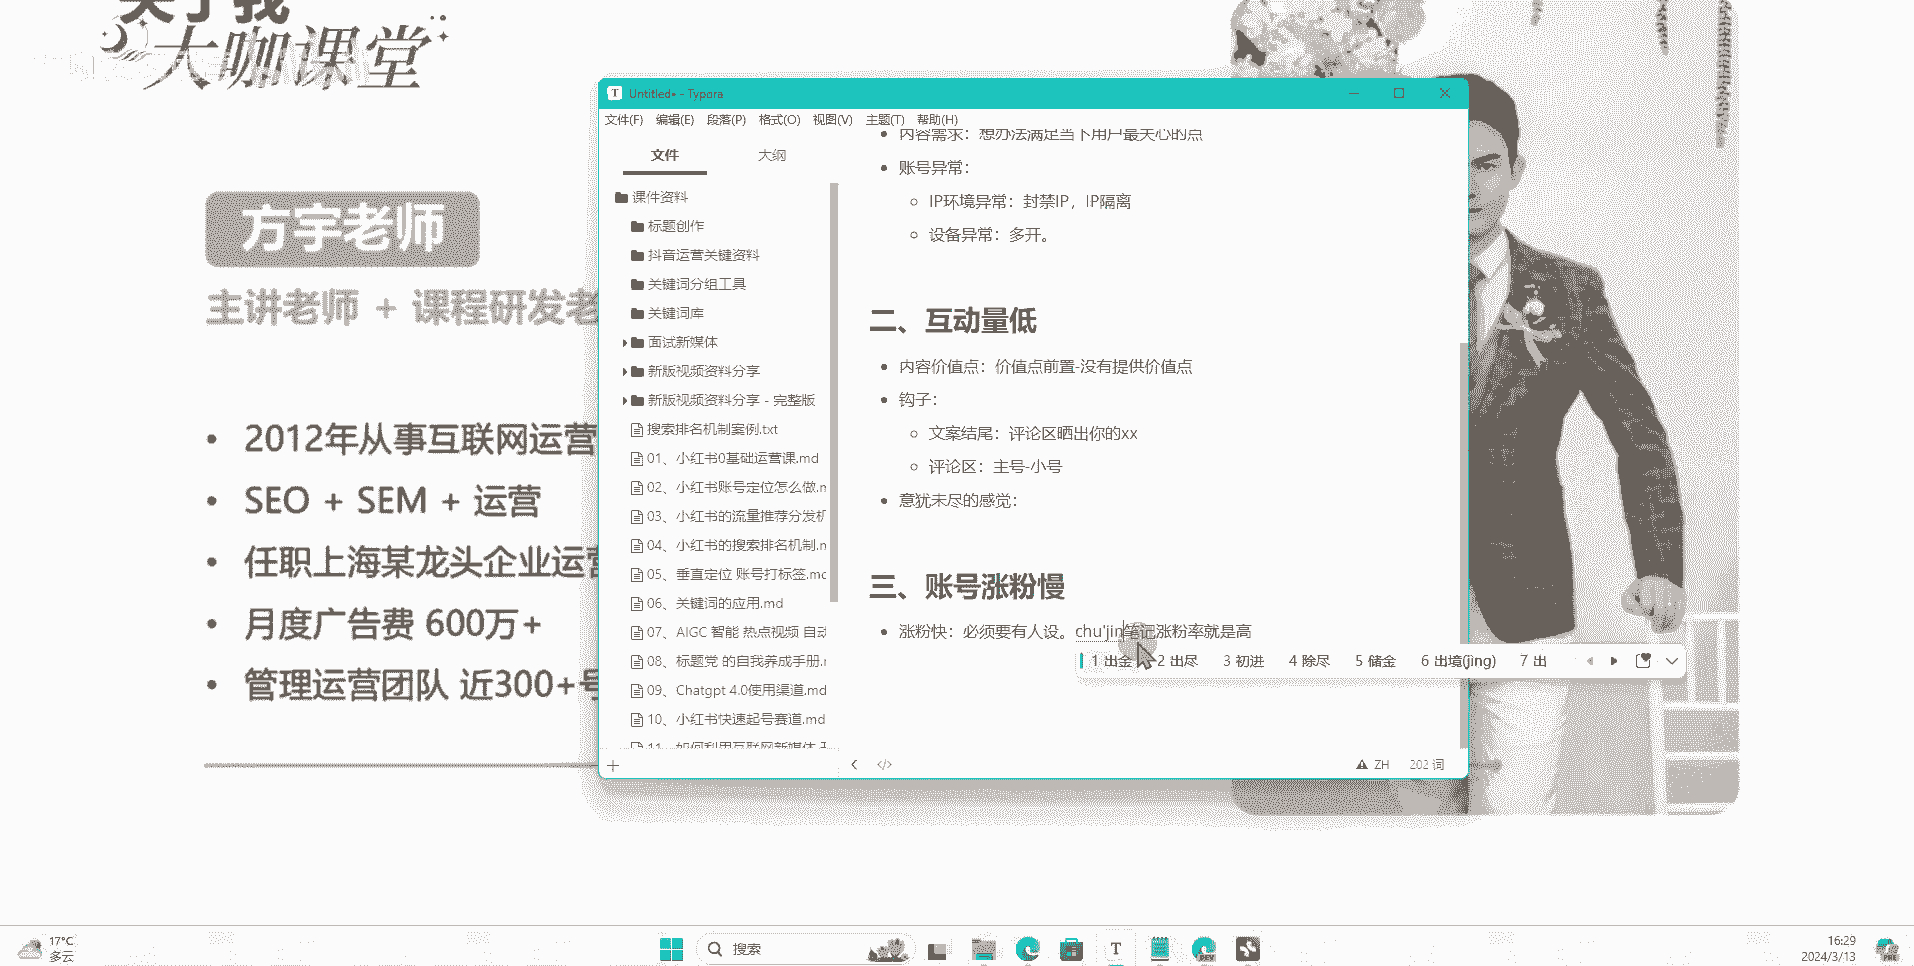 关于我
大咖课堂
方宇老师
主讲老师 + 课程研发老
• 2012年从事互联网运营
• SEO + SEM + 运营
• 任职上海某龙头企业运营
• 月度广告费 600万+
• 管理运营团队 近300+号
Untitled• - Typora
文件(F) 编辑(E) 段落(P) 格式(O) 视图(V) 主题(T) 帮助(H)
文件 大纲
课件资料
标题创作
抖音运营关键资料
关键词分组工具
关键词库
面试新媒体
新版视频资料分享
新版视频资料分享 - 完整版
搜索排名机制案例.txt
01、小红书0基础运营课.md
02、小红书账号定位怎么做.m
03、小红书的流量推荐分发机
04、小红书的搜索排名机制.m
05、垂直定位 账号打标签.md
06、关键词的应用.md
07、AIGC 智能 热点视频 自动
08、标题党 的自我养成手册.m
09、Chatgpt 4.0使用渠道.md
10、小红书快速起号赛道.md
11、如何利用互联网新媒体
• 内容需求：想办法满足当下用户最关心的点
• 账号异常：
IP环境异常：封禁IP，IP隔离
设备异常：多开。
二、互动量低
• 内容价值点：价值点前置-没有提供价值点
• 钩子：
文案结尾：评论区晒出你的xx
评论区：主号-小号
• 意犹未尽的感觉：
三、账号涨粉慢
• 涨粉快：必须要有人设。chu'jin笔记涨粉率就是高
1 出金 2 出尽 3 初进 4 除尽 5 储金 6 出境(jing) 7 出
</> ZH 202 词
17°C
多云
搜索
16:29
2024/3/13